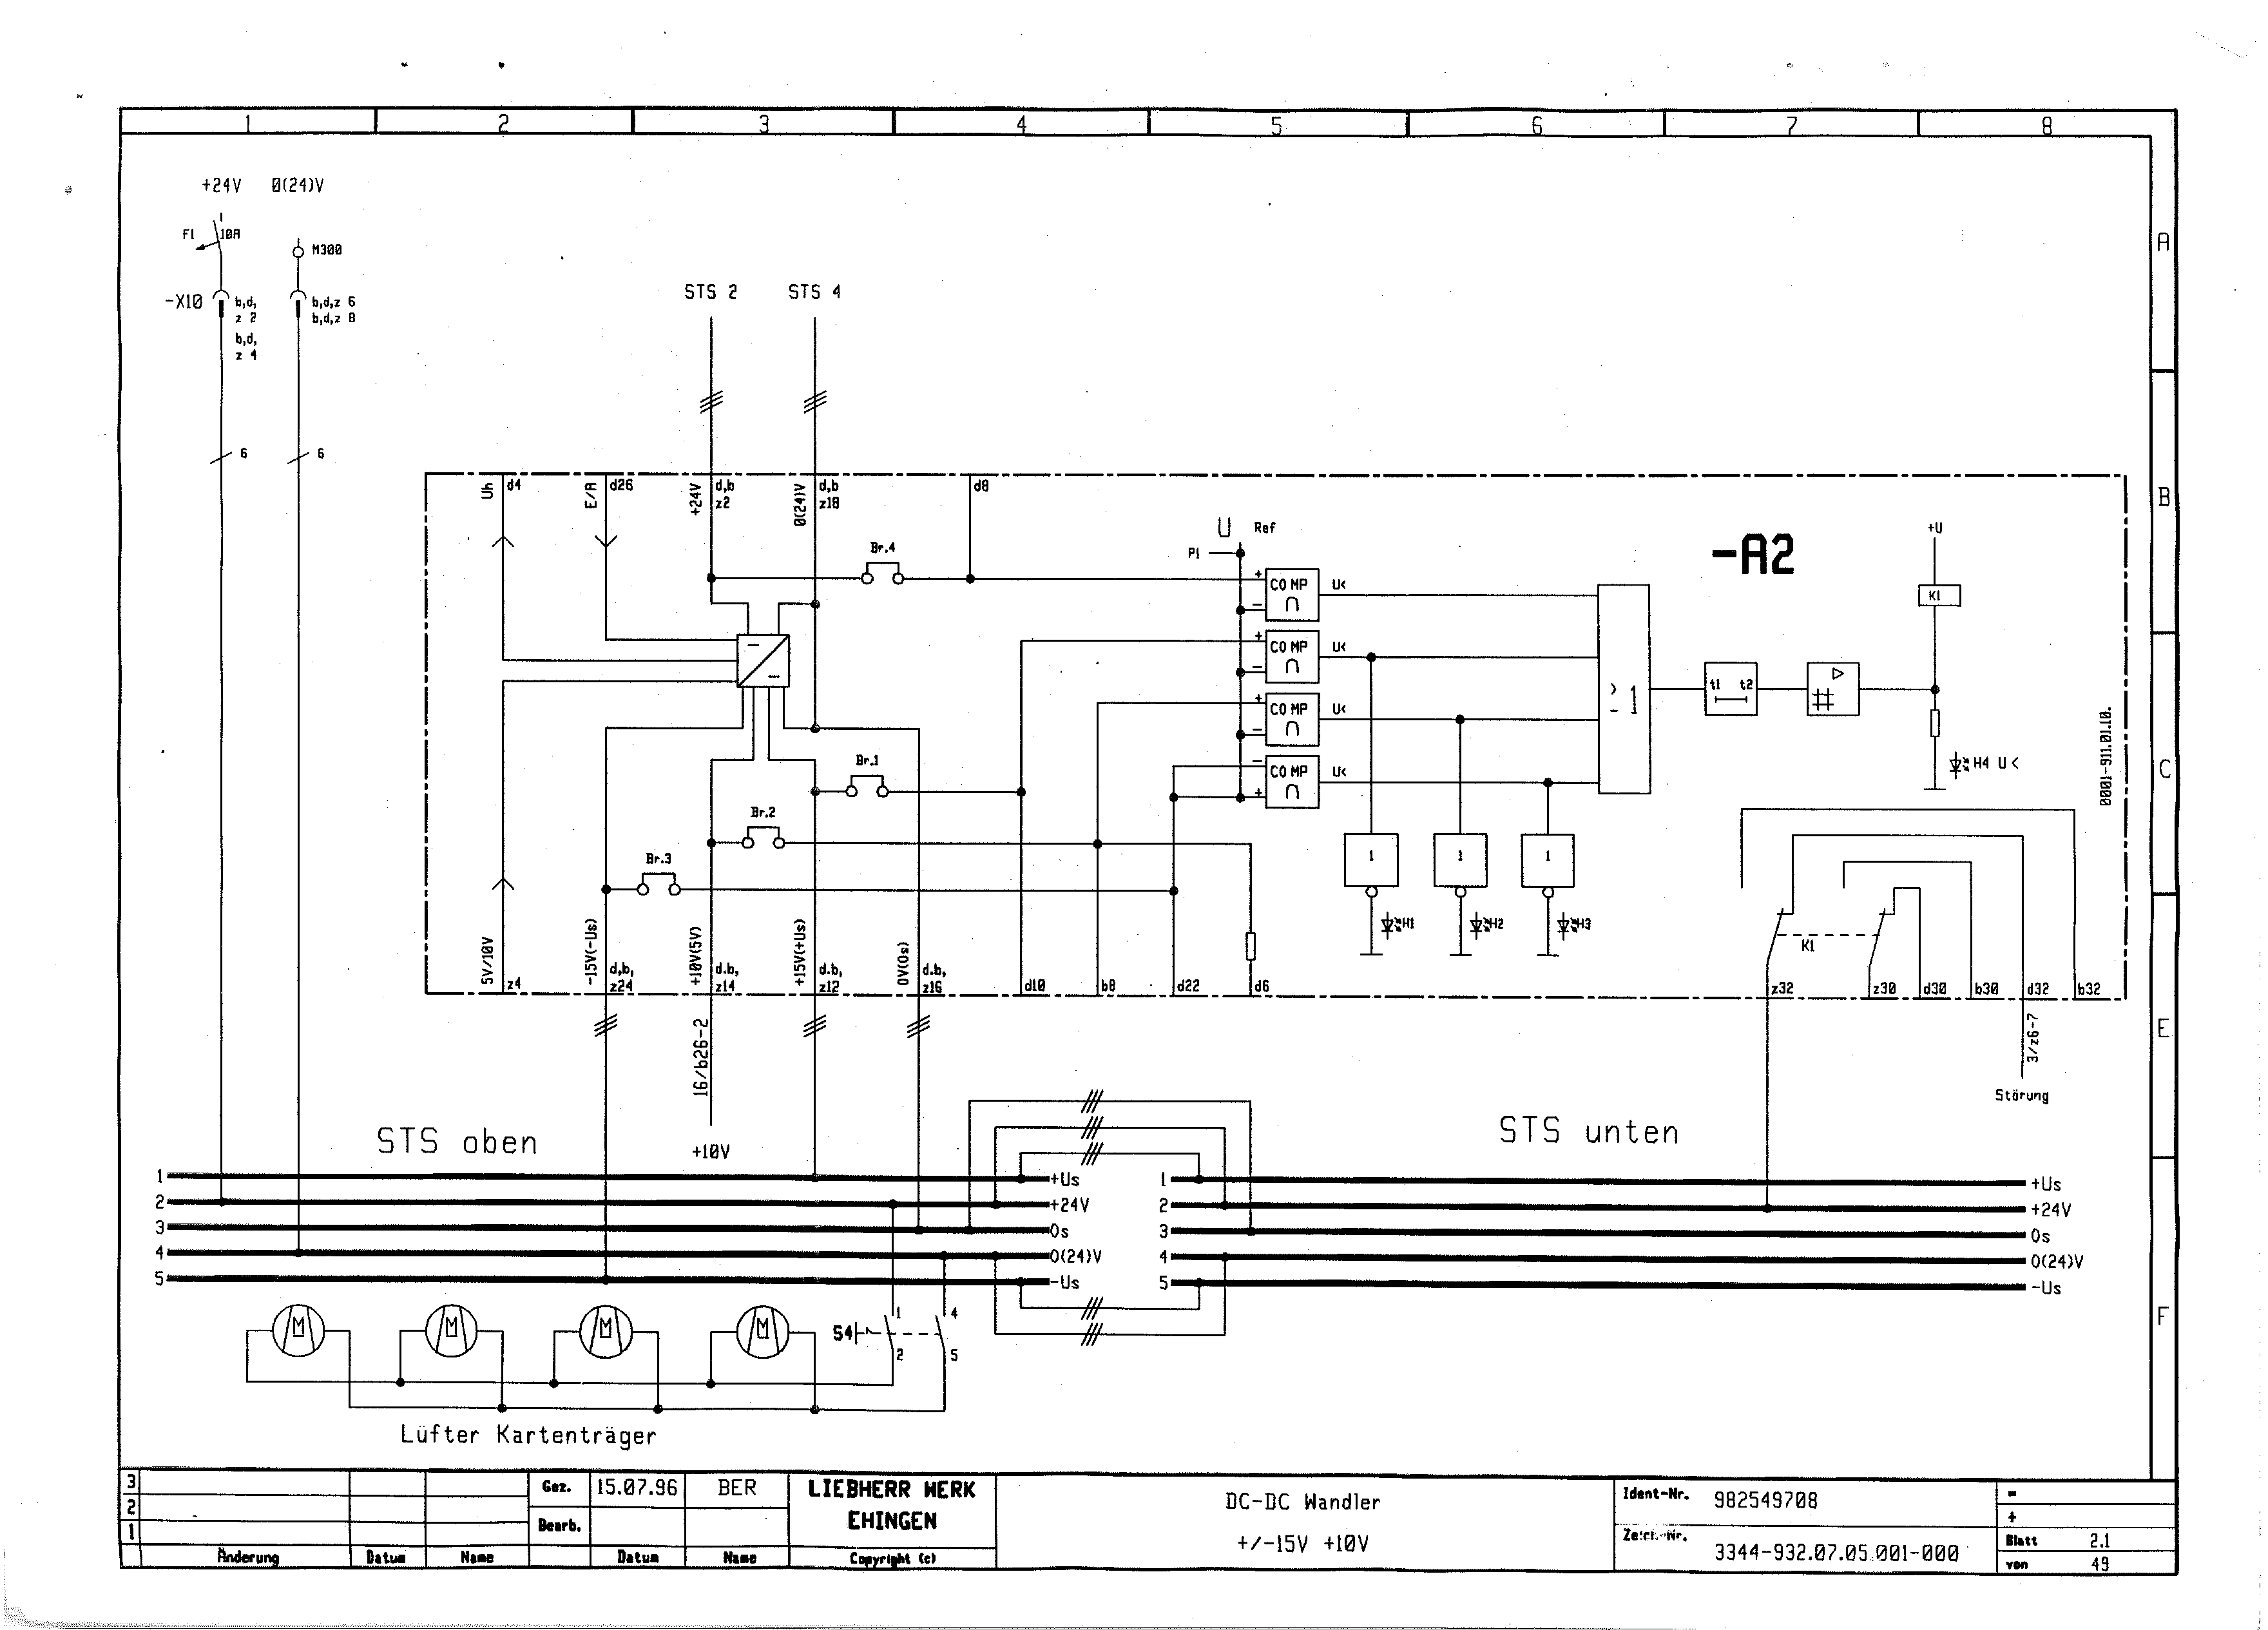 1 2 3 4 5 6 7 8
+24V 0(24)V
F1 10A
M300
-X10 b,d,
z 2
b,d,
z 4
b,d,z 6
b,d,z 8
STS 2 STS 4
6 6
A
B
C
E
F
Uh d4
E/A d26
+24V d,b
z2
0(24)V d,b
z18
d8
Br.4
U Ref
P1
+ COMP U<
-
+ COMP U<
-
+ COMP U<
-
- COMP U<
+
-A2
+U
K1
≥1
t1 t2
#
H4 U<
0001-911.01.10.
Br.1
Br.2
Br.3
1 1 1
H1 H2 H3
K1
5V/10V z4
-15V(-Us) d,b,
z24
+10V(5V) d.b,
z14
+15V(+Us) d.b,
z12
0V(0s) d.b,
z16
d10 b8 d22 d6
z32 z30 d30 b30 d32 b32
16/b26-2
+10V
3/z6-7
Störung
STS oben
STS unten
1 +Us 1 +Us
2 +24V 2 +24V
3 0s 3 0s
4 0(24)V 4 0(24)V
5 -Us 5 -Us
M M M M
S4 1 4
2 5
Lüfter Kartenträger
3
2
1
Änderung Datum Name
Gez. 15.07.96 BER
Bearb.
Datum Name
LIEBHERR WERK
EHINGEN
Copyright (c)
DC-DC Wandler
+/-15V +10V
Ident-Nr. 982549708
Zeich.-Nr. 3344-932.07.05.001-000
=
+
Blatt 2.1
von 49